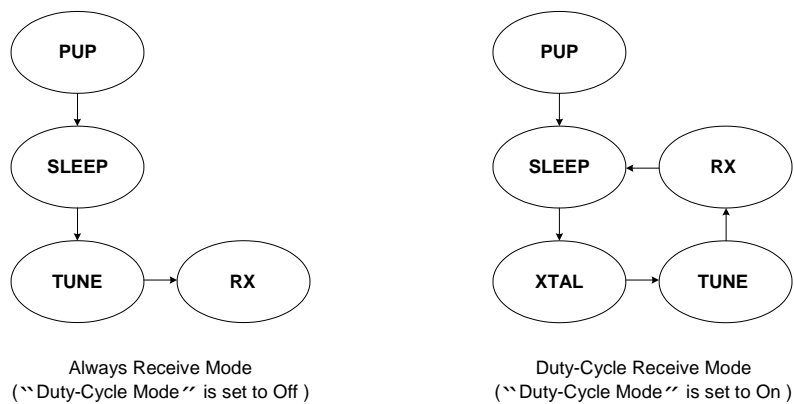 PUP
SLEEP
TUNE
RX
Always Receive Mode
(〝Duty-Cycle Mode〞 is set to Off )
PUP
SLEEP
RX
XTAL
TUNE
Duty-Cycle Receive Mode
(〝Duty-Cycle Mode〞 is set to On )